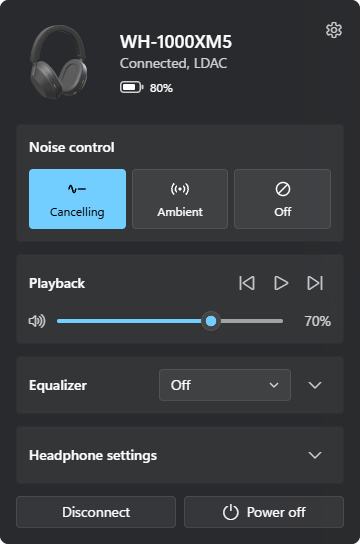 WH-1000XM5
Connected, LDAC
80%
Noise control
Cancelling
Ambient
Off
Playback
70%
Equalizer
Off
Headphone settings
Disconnect
Power off